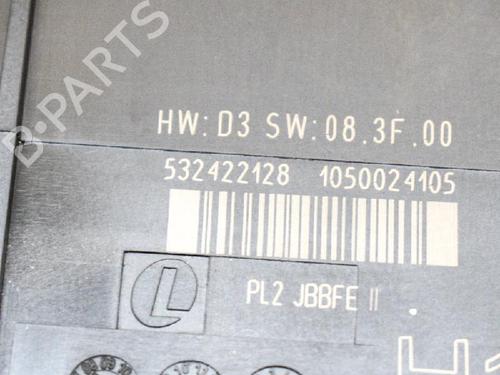 B-PARTS
HW: D3 SW: 08.3F.00
532422128 1050024105
L
PL2 JBBFE II